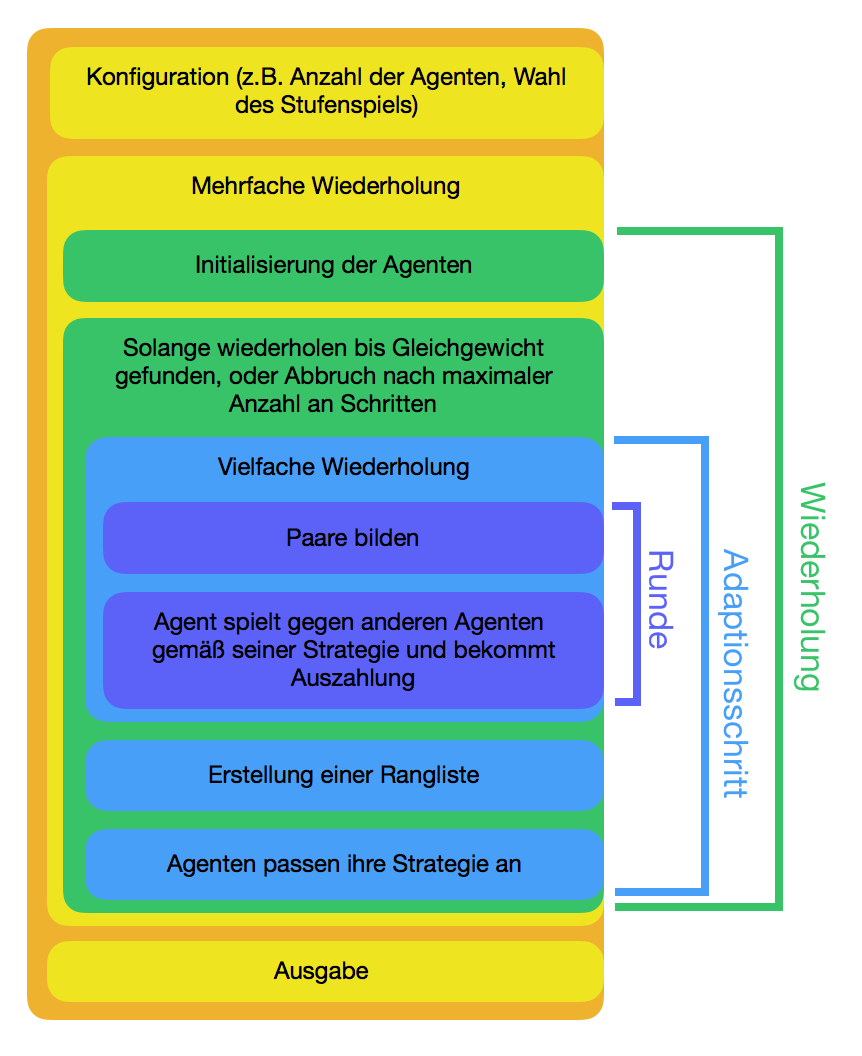 Konfiguration (z.B. Anzahl der Agenten, Wahl
des Stufenspiels)
Mehrfache Wiederholung
Initialisierung der Agenten
Solange wiederholen bis Gleichgewicht
gefunden, oder Abbruch nach maximaler
Anzahl an Schritten
Vielfache Wiederholung
Paare bilden
Agent spielt gegen anderen Agenten
gemäß seiner Strategie und bekommt
Auszahlung
Erstellung einer Rangliste
Agenten passen ihre Strategie an
Ausgabe
Runde
Adaptionsschritt
Wiederholung